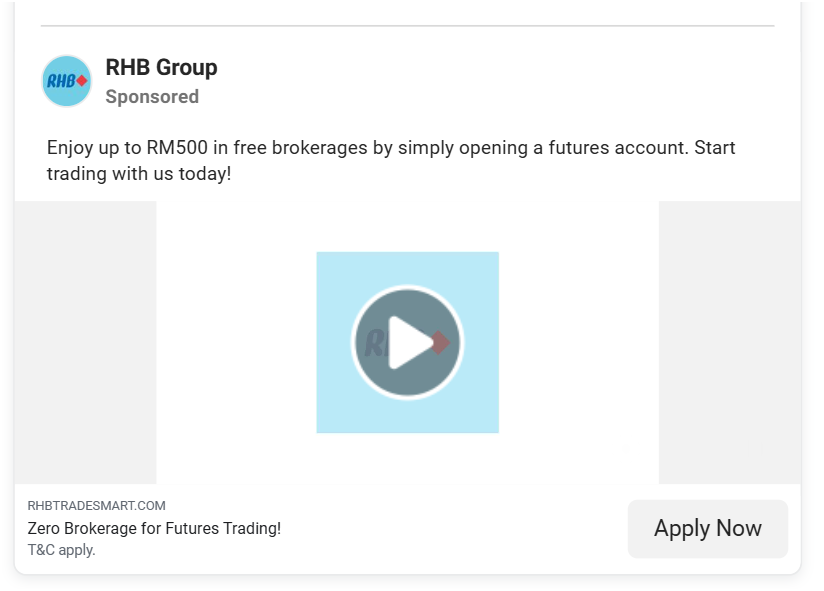 RHB
RHB Group
Sponsored
Enjoy up to RM500 in free brokerages by simply opening a futures account. Start
trading with us today!
RHBTRADESMART.COM
Zero Brokerage for Futures Trading!
T&C apply.
Apply Now